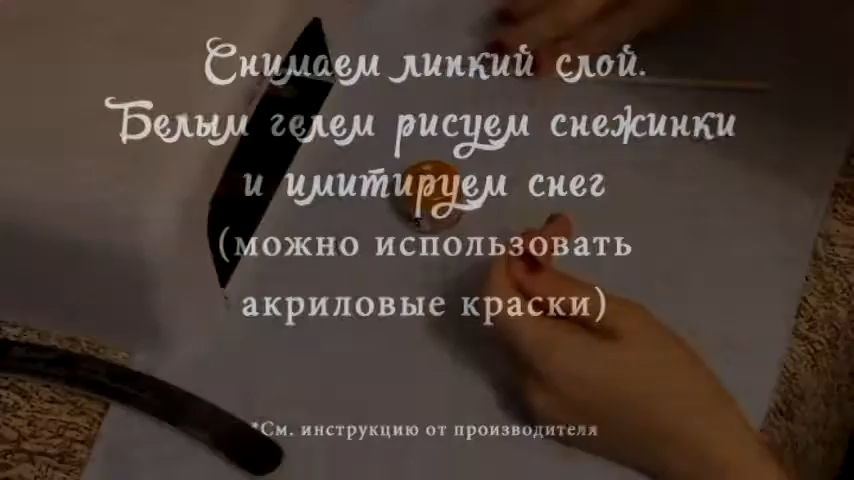 Снимаем липкий слой.
Белым гелем рисуем снежинки
и имитируем снег
(можно использовать
акриловые краски)
*См. инструкцию от производителя